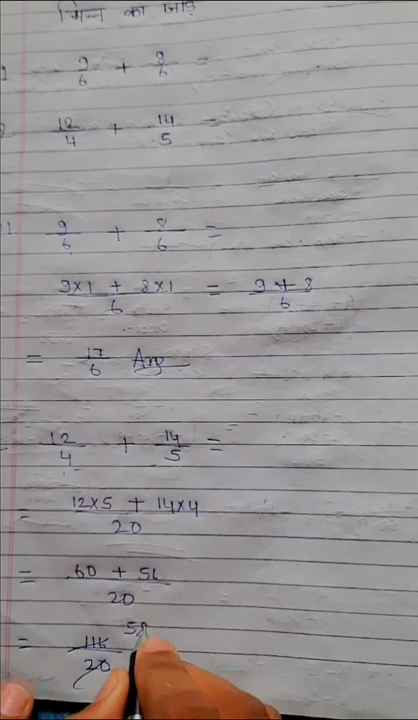 भिन्न का जोड़
9/6 + 8/6 =
12/4 + 14/5 =
1 9/6 + 8/6 =
9×1 + 8×1 / 6 = 9+8 / 6
= 17/6 Ans
12/4 + 14/5 =
= 12×5 + 14×4 / 20
= 60 + 56 / 20
= 116/20 58